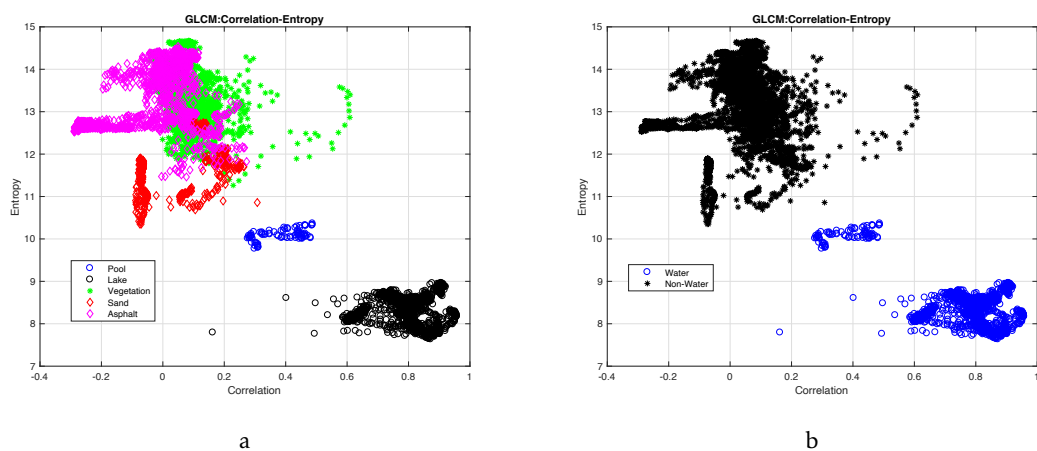 GLCM:Correlation-Entropy
15
14
13
12
11
10
9
8
7
Entropy
Pool
Lake
Vegetation
Sand
Asphalt
-0.4 -0.2 0 0.2 0.4 0.6 0.8 1
Correlation
a
GLCM:Correlation-Entropy
15
14
13
12
11
10
9
8
7
Entropy
Water
Non-Water
-0.4 -0.2 0 0.2 0.4 0.6 0.8 1
Correlation
b